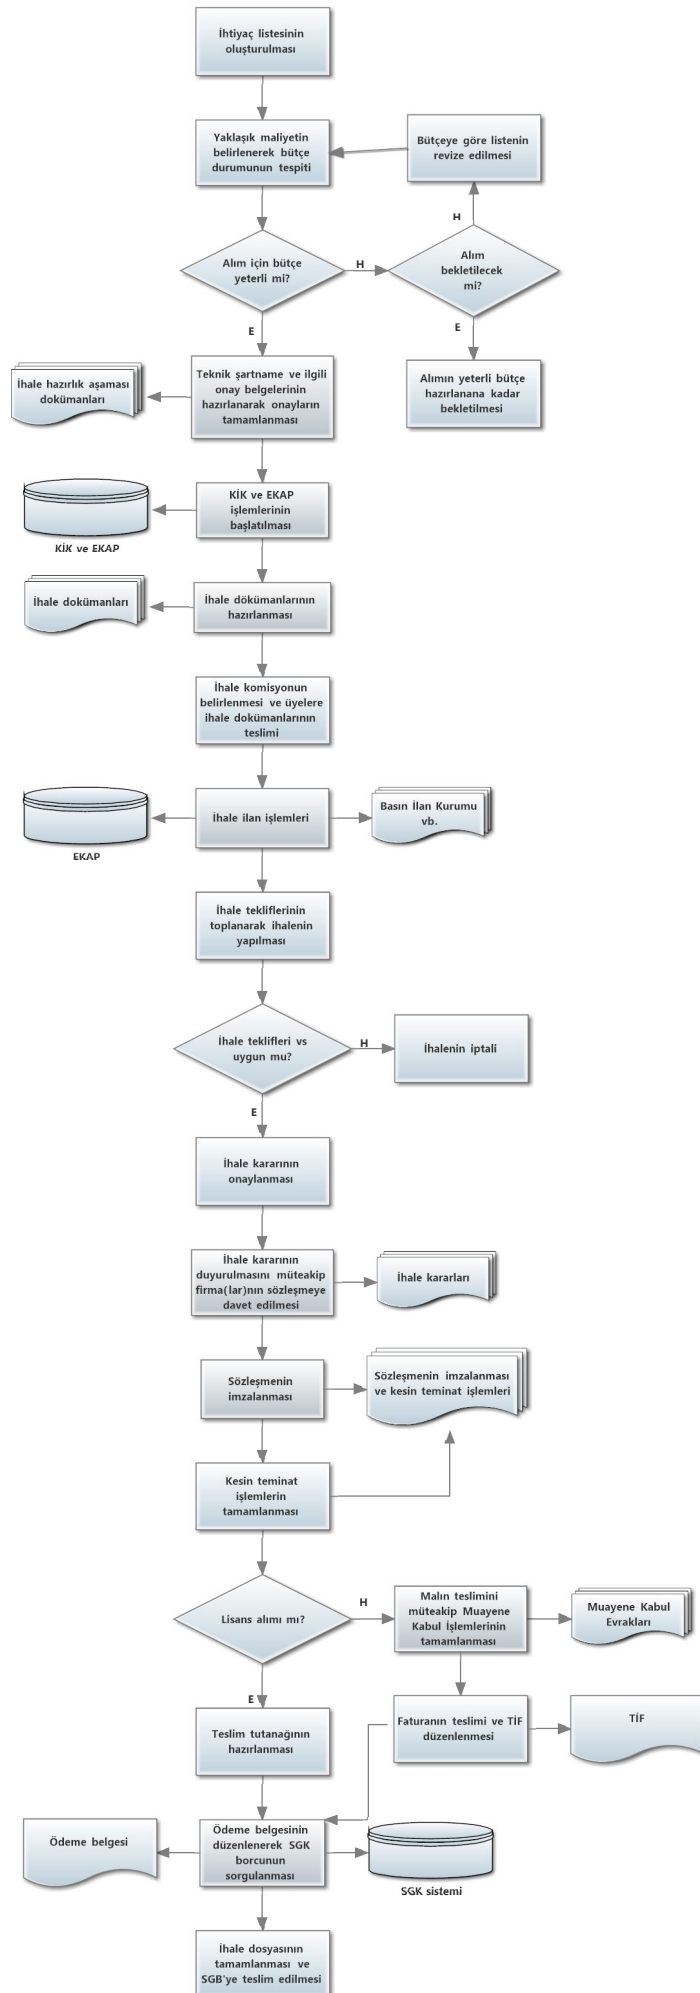 İhtiyaç listesinin
oluşturulması
Yaklaşık maliyetin
belirlenerek bütçe
durumunun tespiti
Bütçeye göre listenin
revize edilmesi
H
Alım için bütçe
yeterli mi?
H
Alım
bekletilecek
mi?
E
E
Teknik şartname ve ilgili
onay belgelerinin
hazırlanarak onayların
tamamlanması
İhale hazırlık aşaması
dokümanları
Alımın yeterli bütçe
hazırlanana kadar
bekletilmesi
KİK ve EKAP
işlemlerinin
başlatılması
KİK ve EKAP
İhale dökümanlarının
hazırlanması
İhale dokümanları
İhale komisyonun
belirlenmesi ve üyelere
ihale dokümanlarının
teslimi
İhale ilan işlemleri
Basın İlan Kurumu
vb.
EKAP
İhale tekliflerinin
toplanarak ihalenin
yapılması
İhale teklifleri vs
uygun mu?
H
İhalenin iptali
E
İhale kararının
onaylanması
İhale kararının
duyurulmasını müteakip
firma(lar)nın sözleşmeye
davet edilmesi
İhale kararları
Sözleşmenin
imzalanması
Sözleşmenin imzalanması
ve kesin teminat işlemleri
Kesin teminat
işlemlerin
tamamlanması
Lisans alımı mı?
H
Malın teslimini
müteakip Muayene
Kabul İşlemlerinin
tamamlanması
Muayene Kabul
Evrakları
E
Teslim tutanağının
hazırlanması
Faturanın teslimi ve TİF
düzenlenmesi
TİF
Ödeme belgesinin
düzenlenerek SGK
borcunun
sorgulanması
Ödeme belgesi
SGK sistemi
İhale dosyasının
tamamlanması ve
SGB'ye teslim edilmesi